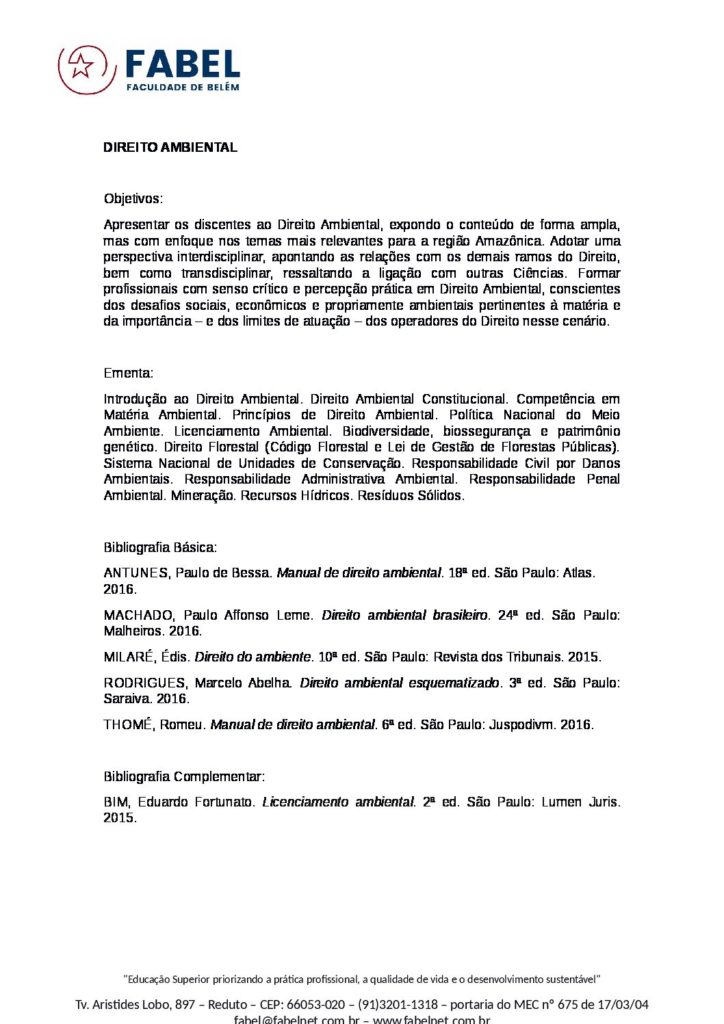 FABEL
FACULDADE DE BELÉM
DIREITO AMBIENTAL
Objetivos:
Apresentar os discentes ao Direito Ambiental, expondo o conteúdo de forma ampla,
mas com enfoque nos temas mais relevantes para a região Amazônica. Adotar uma
perspectiva interdisciplinar, apontando as relações com os demais ramos do Direito,
bem como transdisciplinar, ressaltando a ligação com outras Ciências. Formar
profissionais com senso crítico e percepção prática em Direito Ambiental, conscientes
dos desafios sociais, econômicos e propriamente ambientais pertinentes à matéria e
da importância – e dos limites de atuação – dos operadores do Direito nesse cenário.
Ementa:
Introdução ao Direito Ambiental. Direito Ambiental Constitucional. Competência em
Matéria Ambiental. Princípios de Direito Ambiental. Política Nacional do Meio
Ambiente. Licenciamento Ambiental. Biodiversidade, biossegurança e patrimônio
genético. Direito Florestal (Código Florestal e Lei de Gestão de Florestas Públicas).
Sistema Nacional de Unidades de Conservação. Responsabilidade Civil por Danos
Ambientais. Responsabilidade Administrativa Ambiental. Responsabilidade Penal
Ambiental. Mineração. Recursos Hídricos. Resíduos Sólidos.
Bibliografia Básica:
ANTUNES, Paulo de Bessa. Manual de direito ambiental. 18ª ed. São Paulo: Atlas.
2016.
MACHADO, Paulo Affonso Leme. Direito ambiental brasileiro. 24ª ed. São Paulo:
Malheiros. 2016.
MILARÉ, Édis. Direito do ambiente. 10ª ed. São Paulo: Revista dos Tribunais. 2015.
RODRIGUES, Marcelo Abelha. Direito ambiental esquematizado. 3ª ed. São Paulo:
Saraiva. 2016.
THOMÉ, Romeu. Manual de direito ambiental. 6ª ed. São Paulo: Juspodivm. 2016.
Bibliografia Complementar:
BIM, Eduardo Fortunato. Licenciamento ambiental. 2ª ed. São Paulo: Lumen Juris.
2015.
"Educação Superior priorizando a prática profissional, a qualidade de vida e o desenvolvimento sustentável"
Tv. Aristides Lobo, 897 – Reduto – CEP: 66053-020 – (91)3201-1318 – portaria do MEC nº 675 de 17/03/04
fabel@fabelnet.com.br – www.fabelnet.com.br